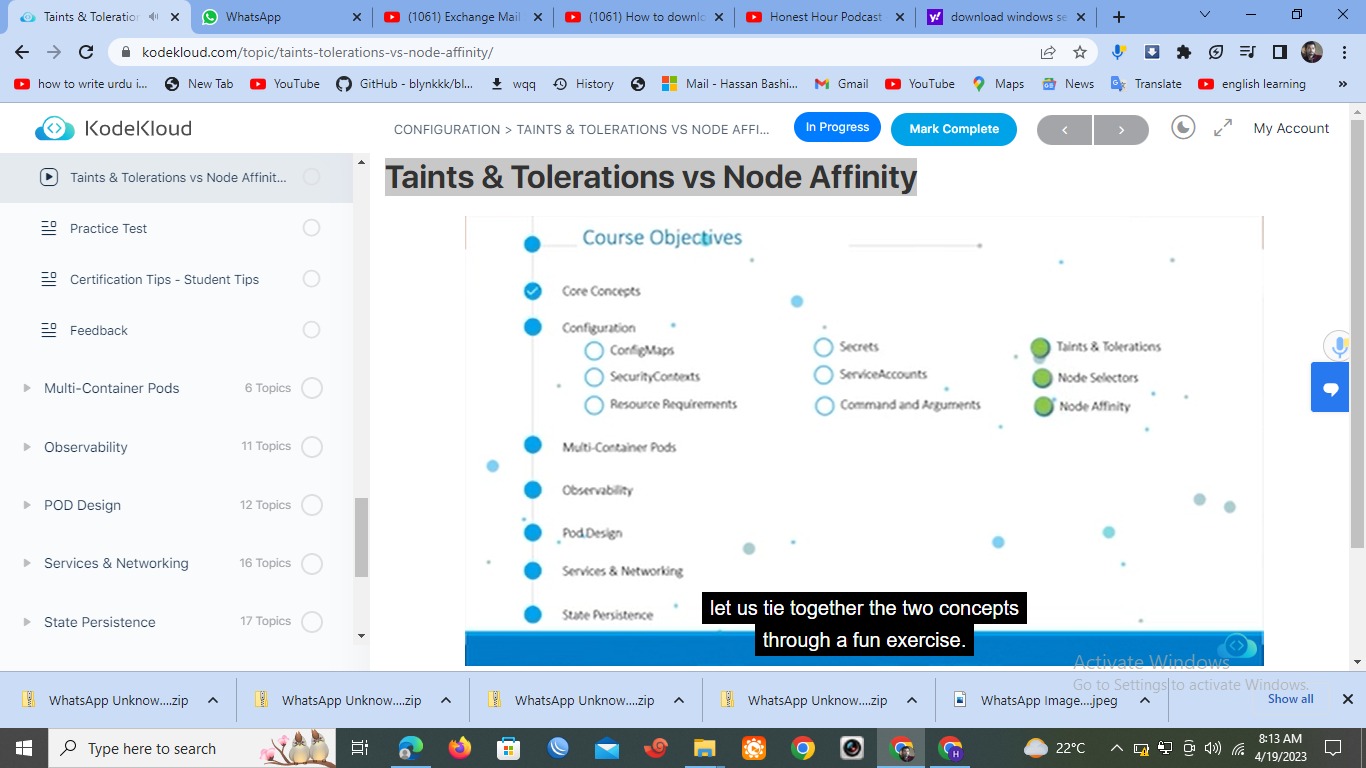 Taints & Toleration
WhatsApp
(1061) Exchange Mail
(1061) How to downlo
Honest Hour Podcast
download windows se
kodekloud.com/topic/taints-tolerations-vs-node-affinity/
how to write urdu i...
New Tab
YouTube
GitHub - blynkkk/bl...
wqq
History
Mail - Hassan Bashi...
Gmail
YouTube
Maps
News
Translate
english learning
»
KodeKloud
CONFIGURATION > TAINTS & TOLERATIONS VS NODE AFFI...
In Progress
Mark Complete
My Account
Taints & Tolerations vs Node Affinit...
Practice Test
Certification Tips - Student Tips
Feedback
Multi-Container Pods 6 Topics
Observability 11 Topics
POD Design 12 Topics
Services & Networking 16 Topics
State Persistence 17 Topics
Taints & Tolerations vs Node Affinity
Course Objectives
Core Concepts
Configuration
ConfigMaps Secrets Taints & Tolerations
SecurityContexts ServiceAccounts Node Selectors
Resource Requirements Command and Arguments Node Affinity
Multi-Container Pods
Observability
Pod Design
Services & Networking
State Persistence
let us tie together the two concepts
through a fun exercise.
Activate Windows
Go to Settings to activate Windows.
WhatsApp Unknow....zip
WhatsApp Unknow....zip
WhatsApp Unknow....zip
WhatsApp Unknow....zip
WhatsApp Image....jpeg
Show all
Type here to search
22°C
8:13 AM
4/19/2023